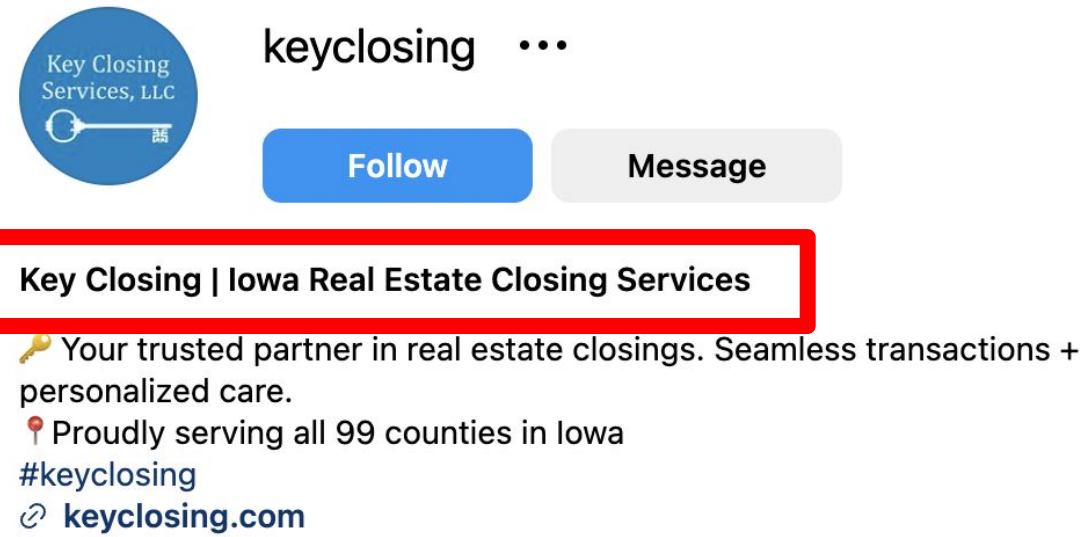 Key Closing
Services, LLC
keyclosing ...
Follow Message
Key Closing | Iowa Real Estate Closing Services
🔑 Your trusted partner in real estate closings. Seamless transactions +
personalized care.
📍Proudly serving all 99 counties in Iowa
#keyclosing
keyclosing.com